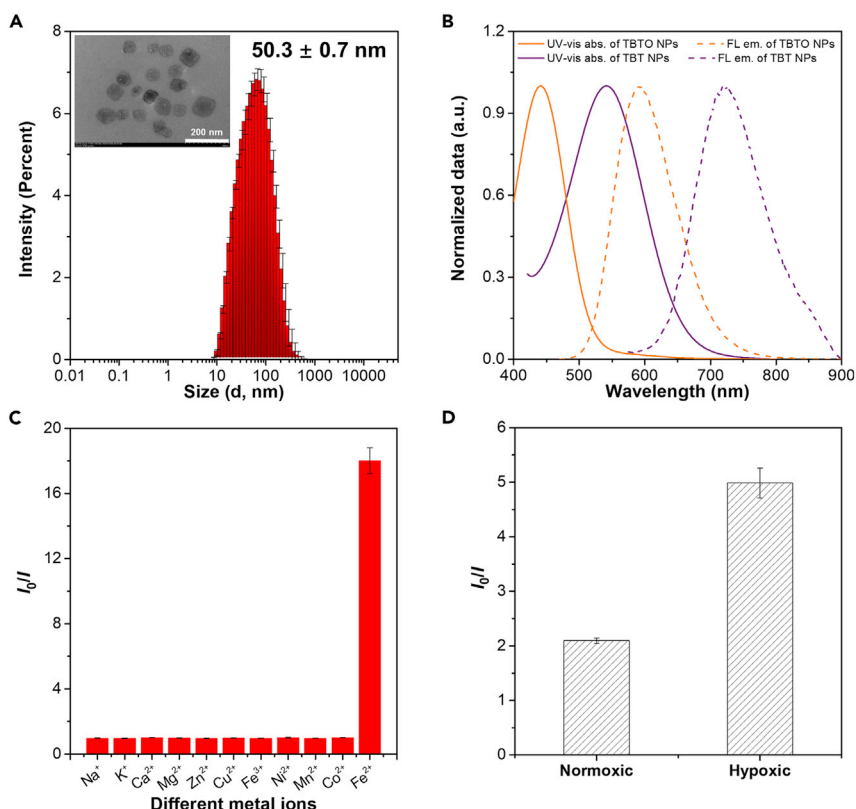 A
50.3 ± 0.7 nm
200 nm
8
6
4
2
0
Intensity (Percent)
0.01 0.1 1 10 100 1000 10000
Size (d, nm)
B
UV-vis abs. of TBTO NPs FL em. of TBTO NPs
UV-vis abs. of TBT NPs FL em. of TBT NPs
1.2
0.9
0.6
0.3
0.0
Normalized data (a.u.)
400 500 600 700 800 900
Wavelength (nm)
C
20
16
12
8
4
0
I₀/I
Na⁺ K⁺ Ca²⁺ Mg²⁺ Zn²⁺ Cu²⁺ Fe³⁺ Ni²⁺ Mn²⁺ Co²⁺ Fe²⁺
Different metal ions
D
6
5
4
3
2
1
0
I₀/I
Normoxic Hypoxic